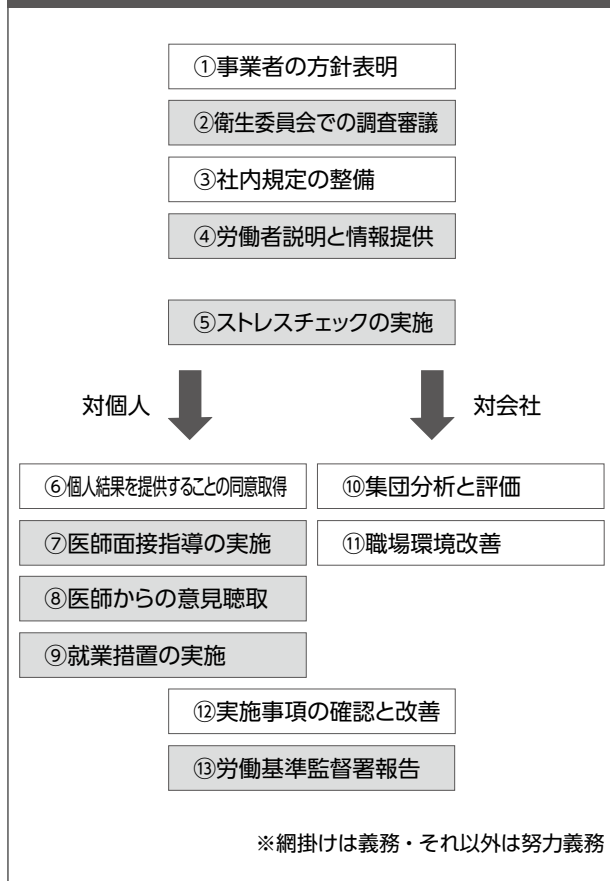 ①事業者の方針表明
②衛生委員会での調査審議
③社内規定の整備
④労働者説明と情報提供
⑤ストレスチェックの実施
対個人
対会社
⑥個人結果を提供することの同意取得
⑩集団分析と評価
⑦医師面接指導の実施
⑪職場環境改善
⑧医師からの意見聴取
⑨就業措置の実施
⑫実施事項の確認と改善
⑬労働基準監督署報告
※網掛けは義務・それ以外は努力義務